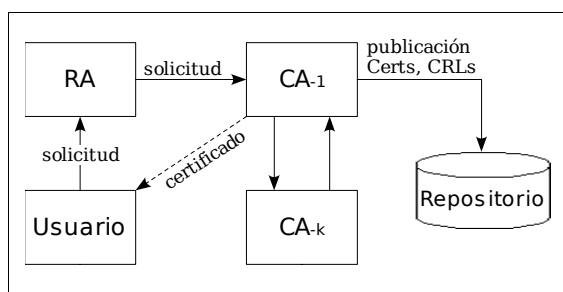 publicación
Certs, CRLs
RA
solicitud
CA-1
solicitud
certificado
Usuario
CA-k
Repositorio